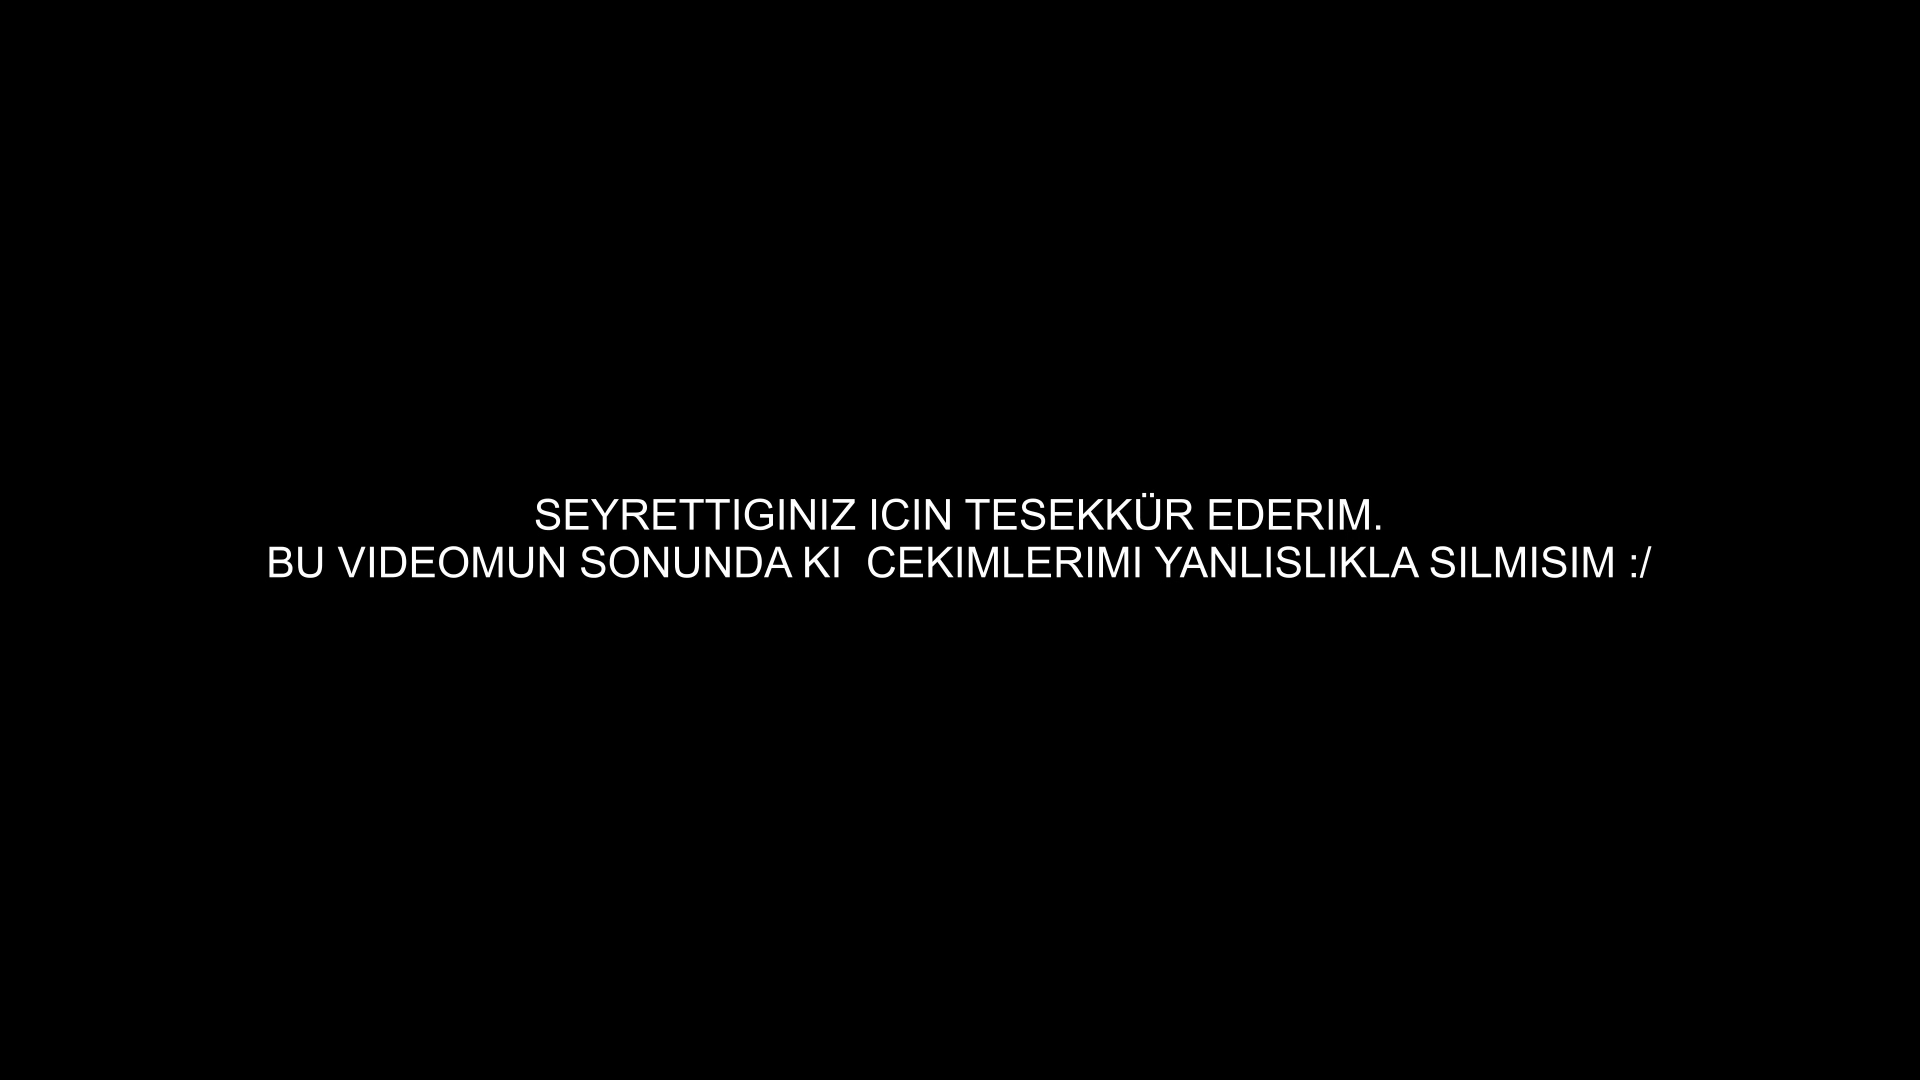 SEYRETTIGINIZ ICIN TESEKKÜR EDERIM.
BU VIDEOMUN SONUNDA KI  CEKIMLERIMI YANLISLIKLA SILMISIM :/